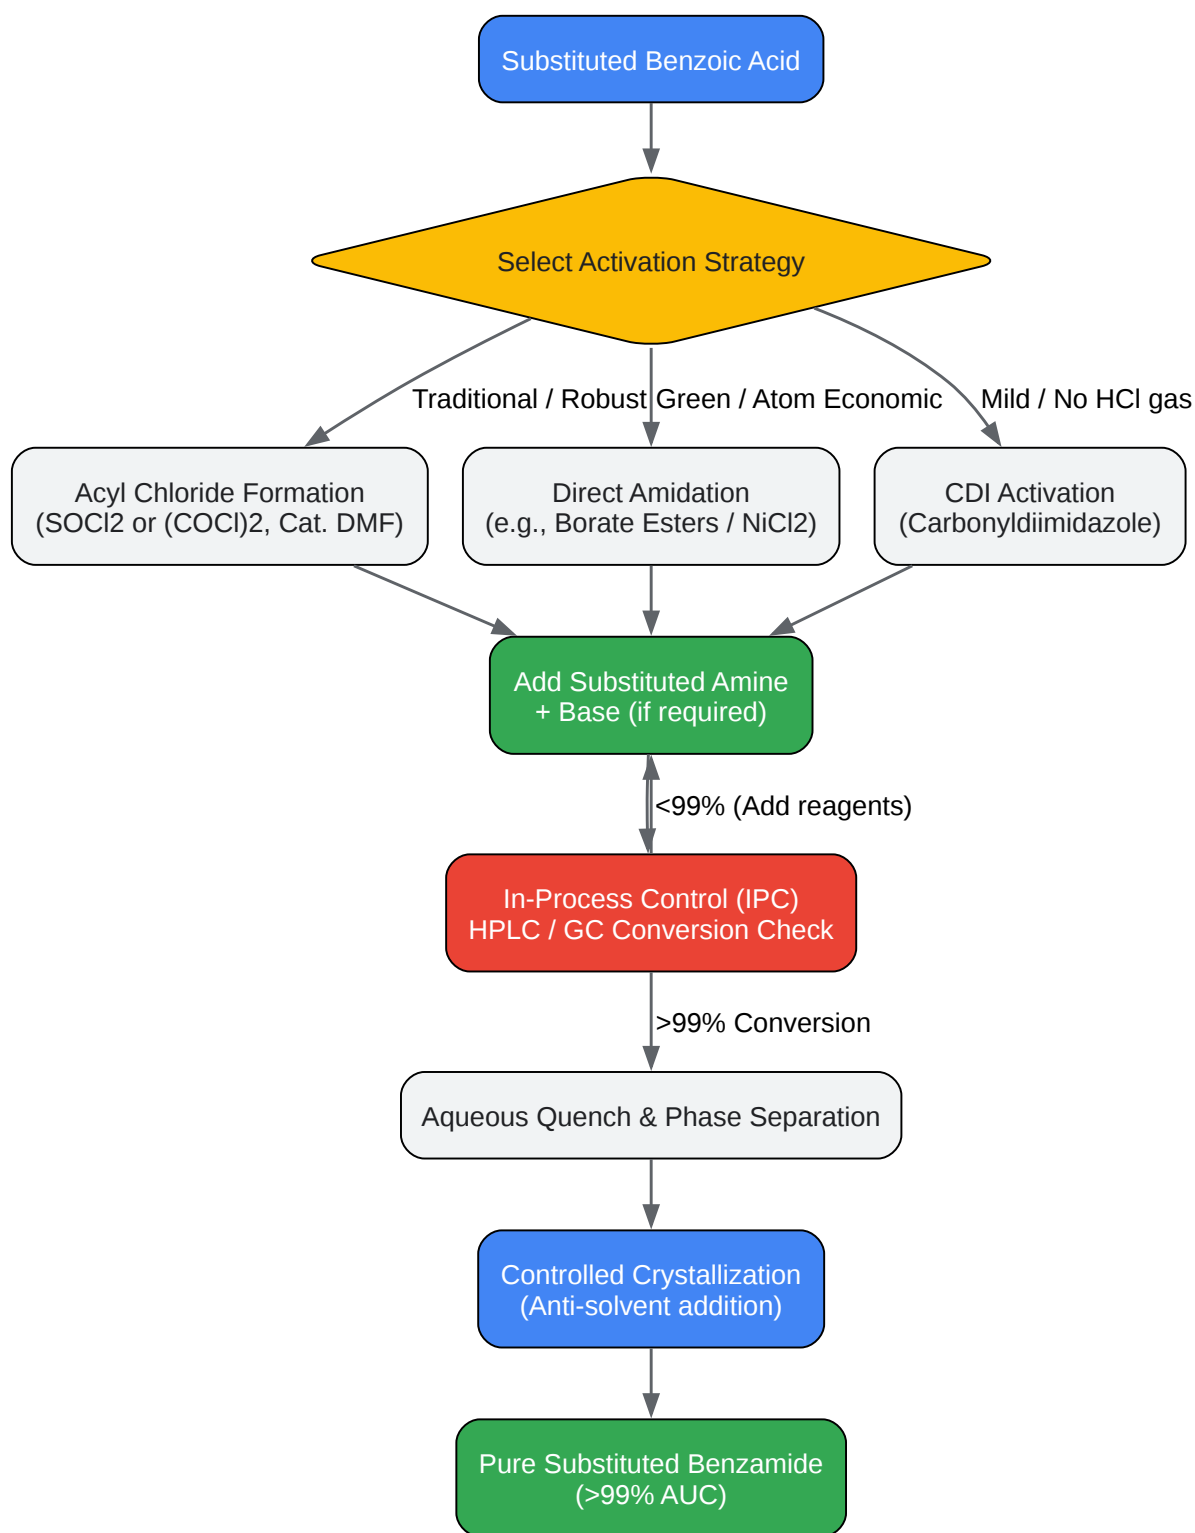 Substituted Benzoic Acid
Select Activation Strategy
Traditional / Robust
Green / Atom Economic
Mild / No HCl gas
Acyl Chloride Formation
(SOCl2 or (COCl)2, Cat. DMF)
Direct Amidation
(e.g., Borate Esters / NiCl2)
CDI Activation
(Carbonyldiimidazole)
Add Substituted Amine
+ Base (if required)
<99% (Add reagents)
In-Process Control (IPC)
HPLC / GC Conversion Check
>99% Conversion
Aqueous Quench & Phase Separation
Controlled Crystallization
(Anti-solvent addition)
Pure Substituted Benzamide
(>99% AUC)